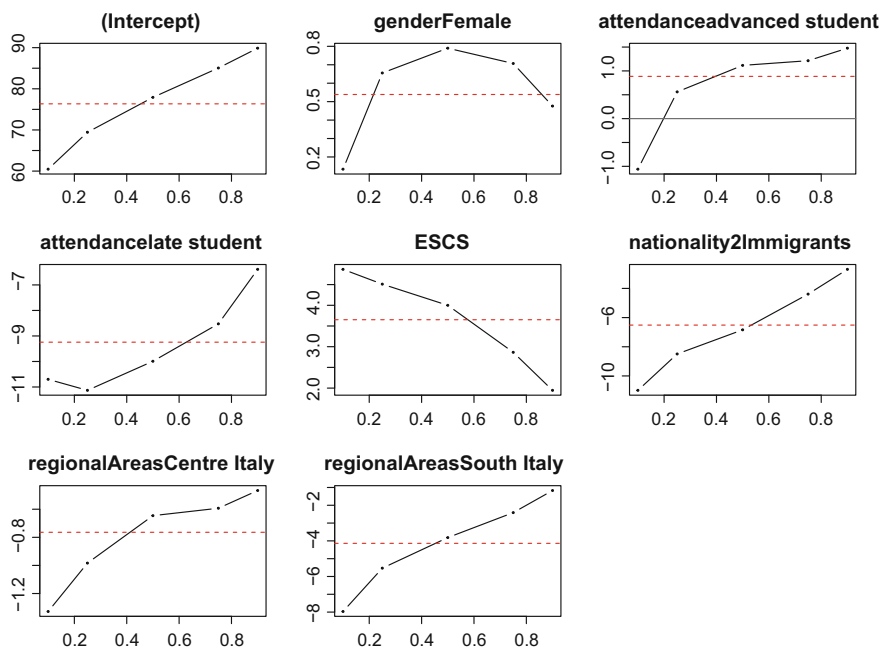 (Intercept)
genderFemale
attendanceadvanced student
60 70 80 90
0.2 0.5 0.8
−1.0 0.0 1.0
0.2 0.4 0.6 0.8
0.2 0.4 0.6 0.8
0.2 0.4 0.6 0.8
attendancelate student
ESCS
nationality2Immigrants
−11 −9 −7
2.0 3.0 4.0
−10 −6
0.2 0.4 0.6 0.8
0.2 0.4 0.6 0.8
0.2 0.4 0.6 0.8
regionalAreasCentre Italy
regionalAreasSouth Italy
−1.2 −0.8
−8 −6 −4 −2
0.2 0.4 0.6 0.8
0.2 0.4 0.6 0.8